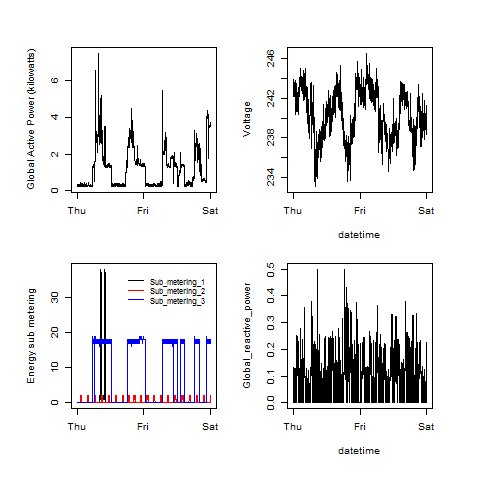 Global Active Power (kilowatts)
0 2 4 6
Thu Fri Sat
Voltage
234 238 242 246
Thu Fri Sat
datetime
Energy sub metering
0 10 20 30
Sub_metering_1
Sub_metering_2
Sub_metering_3
Thu Fri Sat
Global_reactive_power
0.0 0.1 0.2 0.3 0.4 0.5
Thu Fri Sat
datetime